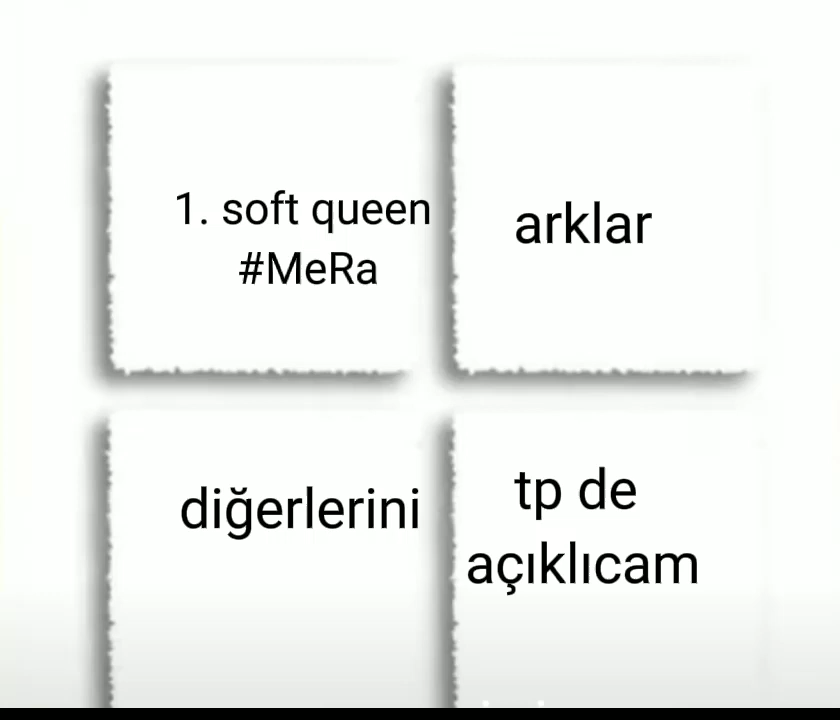 1. soft queen
#MeRa
arklar
diğerlerini
tp de
açıklıcam